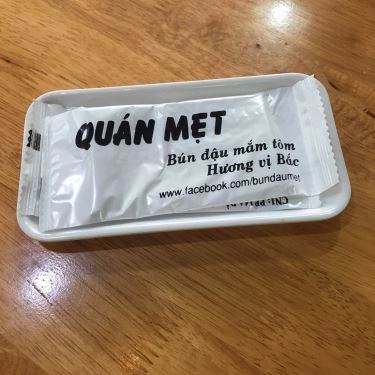 QUÁN MẸT
Bún đậu mắm tôm
Hương vị Bắc
www.facebook.com/bundaumet